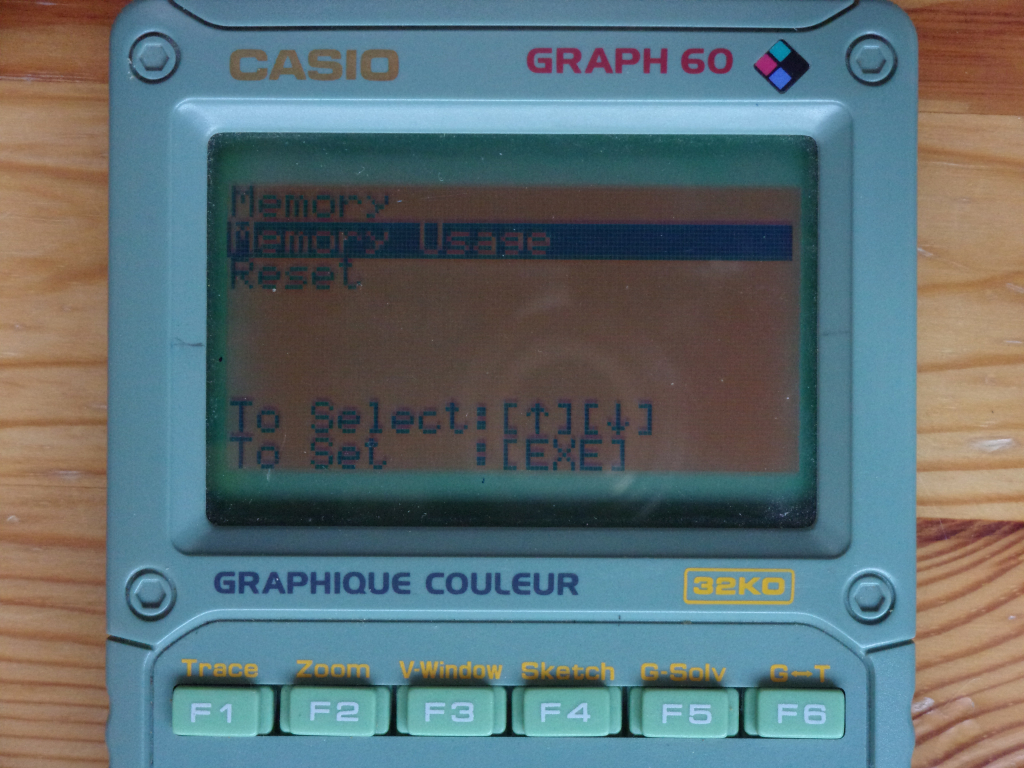 CASIO GRAPH 60
Memory
Memory Usage
Reset
To Select:[↑][↓]
To Set :[EXE]
GRAPHIQUE COULEUR 32KO
Trace Zoom V-Window Sketch G-Solv G↔T
F1 F2 F3 F4 F5 F6